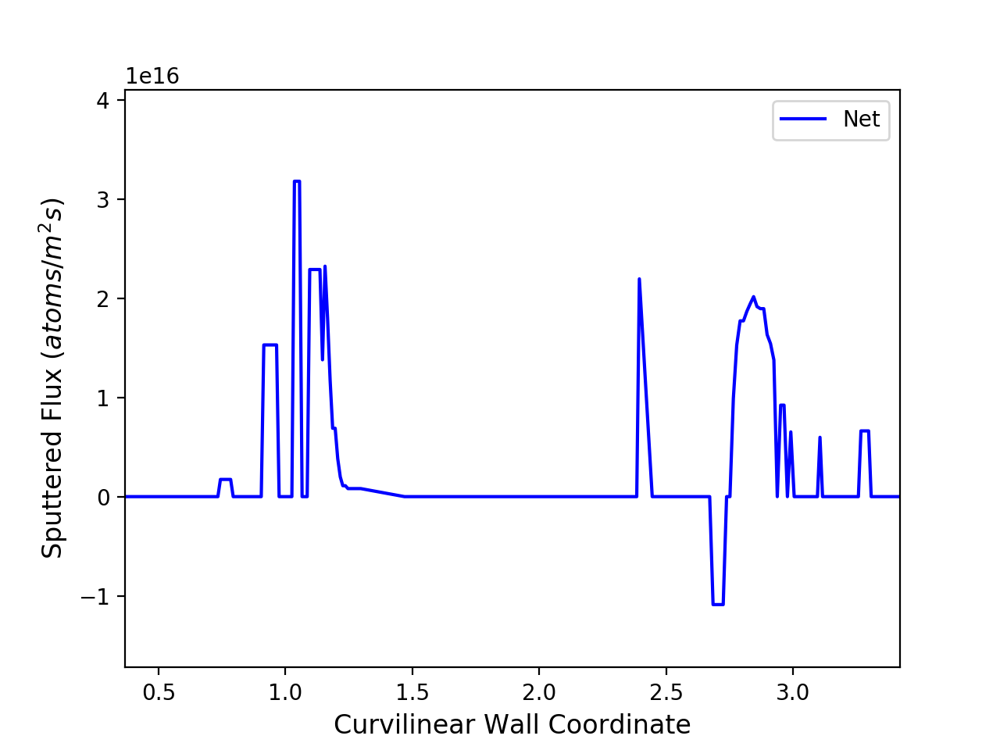 1e16
4
3
2
1
0
−1
0.5 1.0 1.5 2.0 2.5 3.0
Sputtered Flux (atoms/m²s)
Curvilinear Wall Coordinate
Net